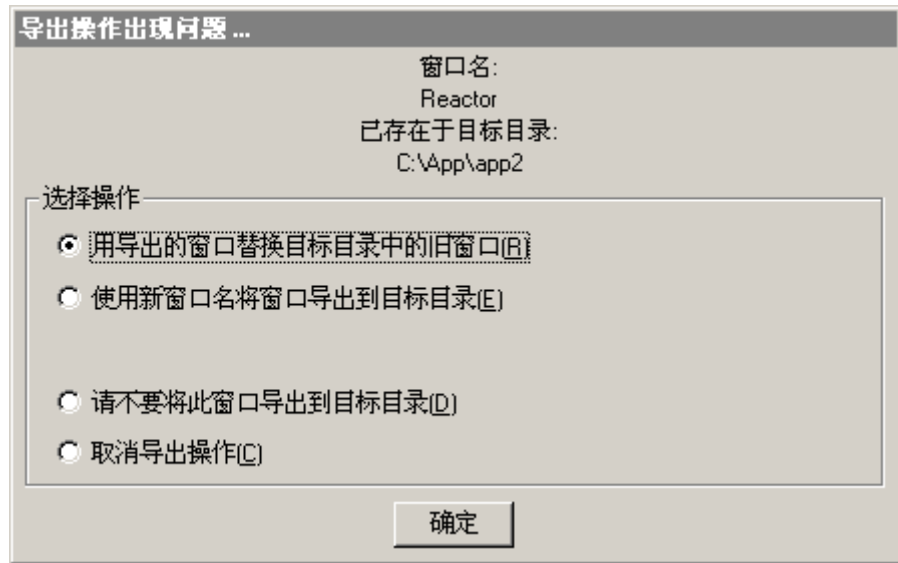 导出操作出现问题...
窗口名:
Reactor
已存在于目标目录:
C:\App\app2
选择操作
用导出的窗口替换目标目录中的旧窗口(R)
使用新窗口名将窗口导出到目标目录(E)
请不要将此窗口导出到目标目录(D)
取消导出操作(C)
确定